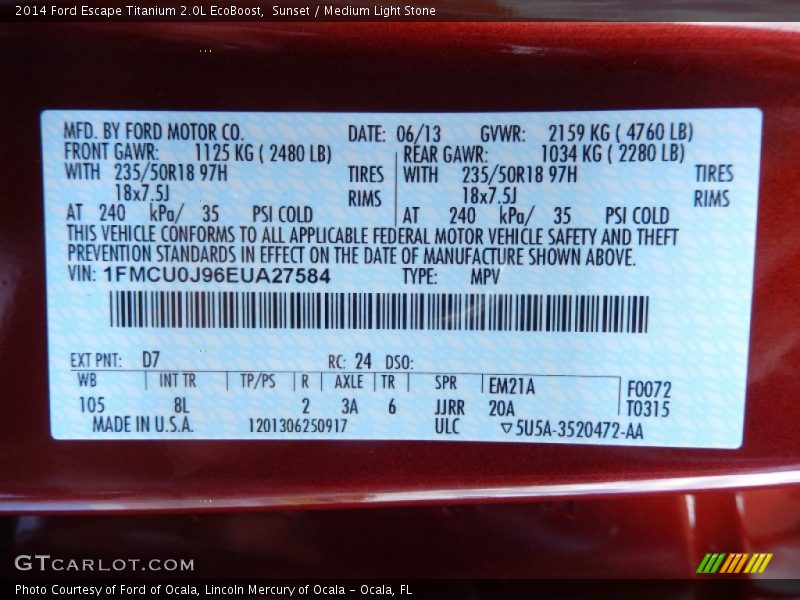 2014 Ford Escape Titanium 2.0L EcoBoost, Sunset / Medium Light Stone
MFD. BY FORD MOTOR CO. DATE: 06/13 GVWR: 2159 KG ( 4760 LB)
FRONT GAWR: 1125 KG ( 2480 LB) REAR GAWR: 1034 KG ( 2280 LB)
WITH 235/50R18 97H TIRES WITH 235/50R18 97H TIRES
18x7.5J RIMS 18x7.5J RIMS
AT 240 kPa/ 35 PSI COLD AT 240 kPa/ 35 PSI COLD
THIS VEHICLE CONFORMS TO ALL APPLICABLE FEDERAL MOTOR VEHICLE SAFETY AND THEFT
PREVENTION STANDARDS IN EFFECT ON THE DATE OF MANUFACTURE SHOWN ABOVE.
VIN: 1FMCU0J96EUA27584 TYPE: MPV
EXT PNT: D7 RC: 24 DSO:
WB INT TR TP/PS R AXLE TR SPR EM21A F0072
105 8L 2 3A 6 JJRR 20A T0315
MADE IN U.S.A. 1201306250917 ULC ▽5U5A-3520472-AA
GTCARLOT.COM
Photo Courtesy of Ford of Ocala, Lincoln Mercury of Ocala - Ocala, FL